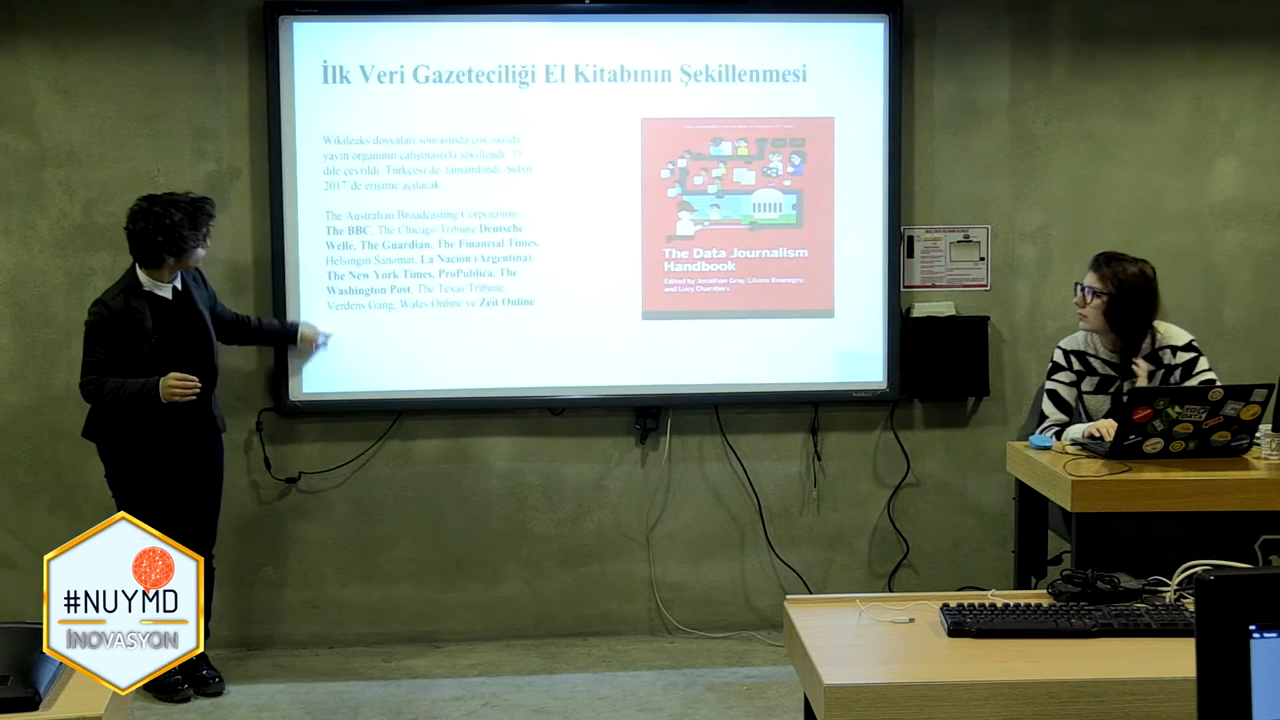 İlk Veri Gazeteciliği El Kitabının Şekillenmesi
Wikileaks dosyaları sonrasında çok sayıda
yayın organının çalışmasıyla şekillendi. 13
dile çevrildi. Türkçesi de tamamlandı. Şubat
2017'de erişime açılacak.
The Australian Broadcasting Corporation,
The BBC, The Chicago Tribune, Deutsche
Welle, The Guardian, The Financial Times,
Helsingin Sanomat, La Nacion (Argentina),
The New York Times, ProPublica, The
Washington Post, The Texas Tribune,
Verdens Gang, Wales Online ve Zeit Online
The Data Journalism
Handbook
Edited by Jonathan Gray, Liliana Bounegru
and Lucy Chambers
#NUYMD
İNOVASYON